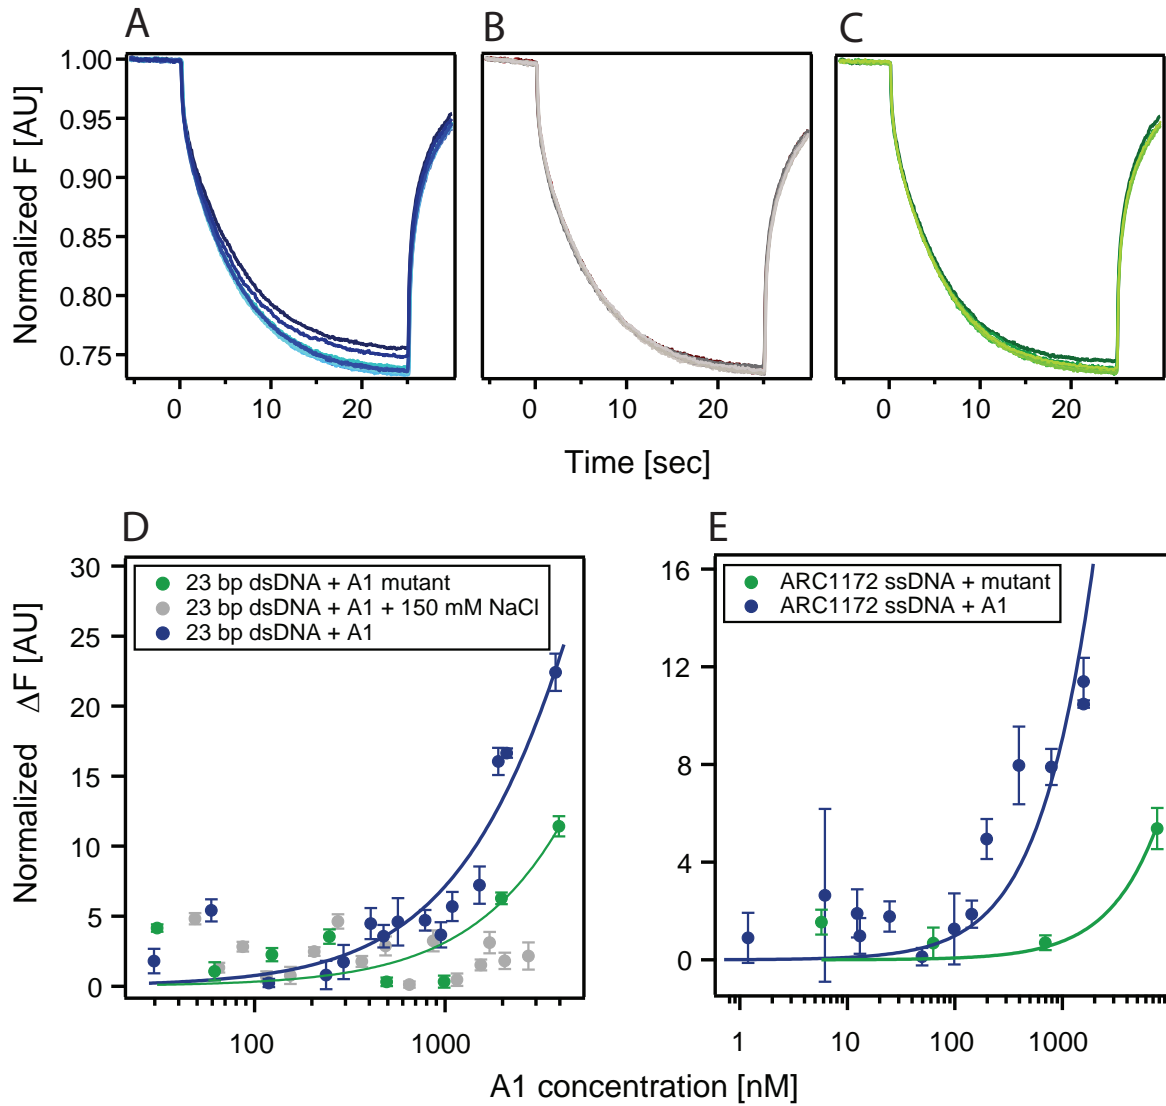 A
B
C
1.00
0.95
0.90
0.85
0.80
0.75
Normalized F [AU]
0
10
20
0
10
20
0
10
20
Time [sec]
D
E
30
25
20
15
10
5
0
Normalized ΔF [AU]
23 bp dsDNA + A1 mutant
23 bp dsDNA + A1 + 150 mM NaCl
23 bp dsDNA + A1
100
1000
16
12
8
4
0
ARC1172 ssDNA + mutant
ARC1172 ssDNA + A1
1
10
100
1000
A1 concentration [nM]